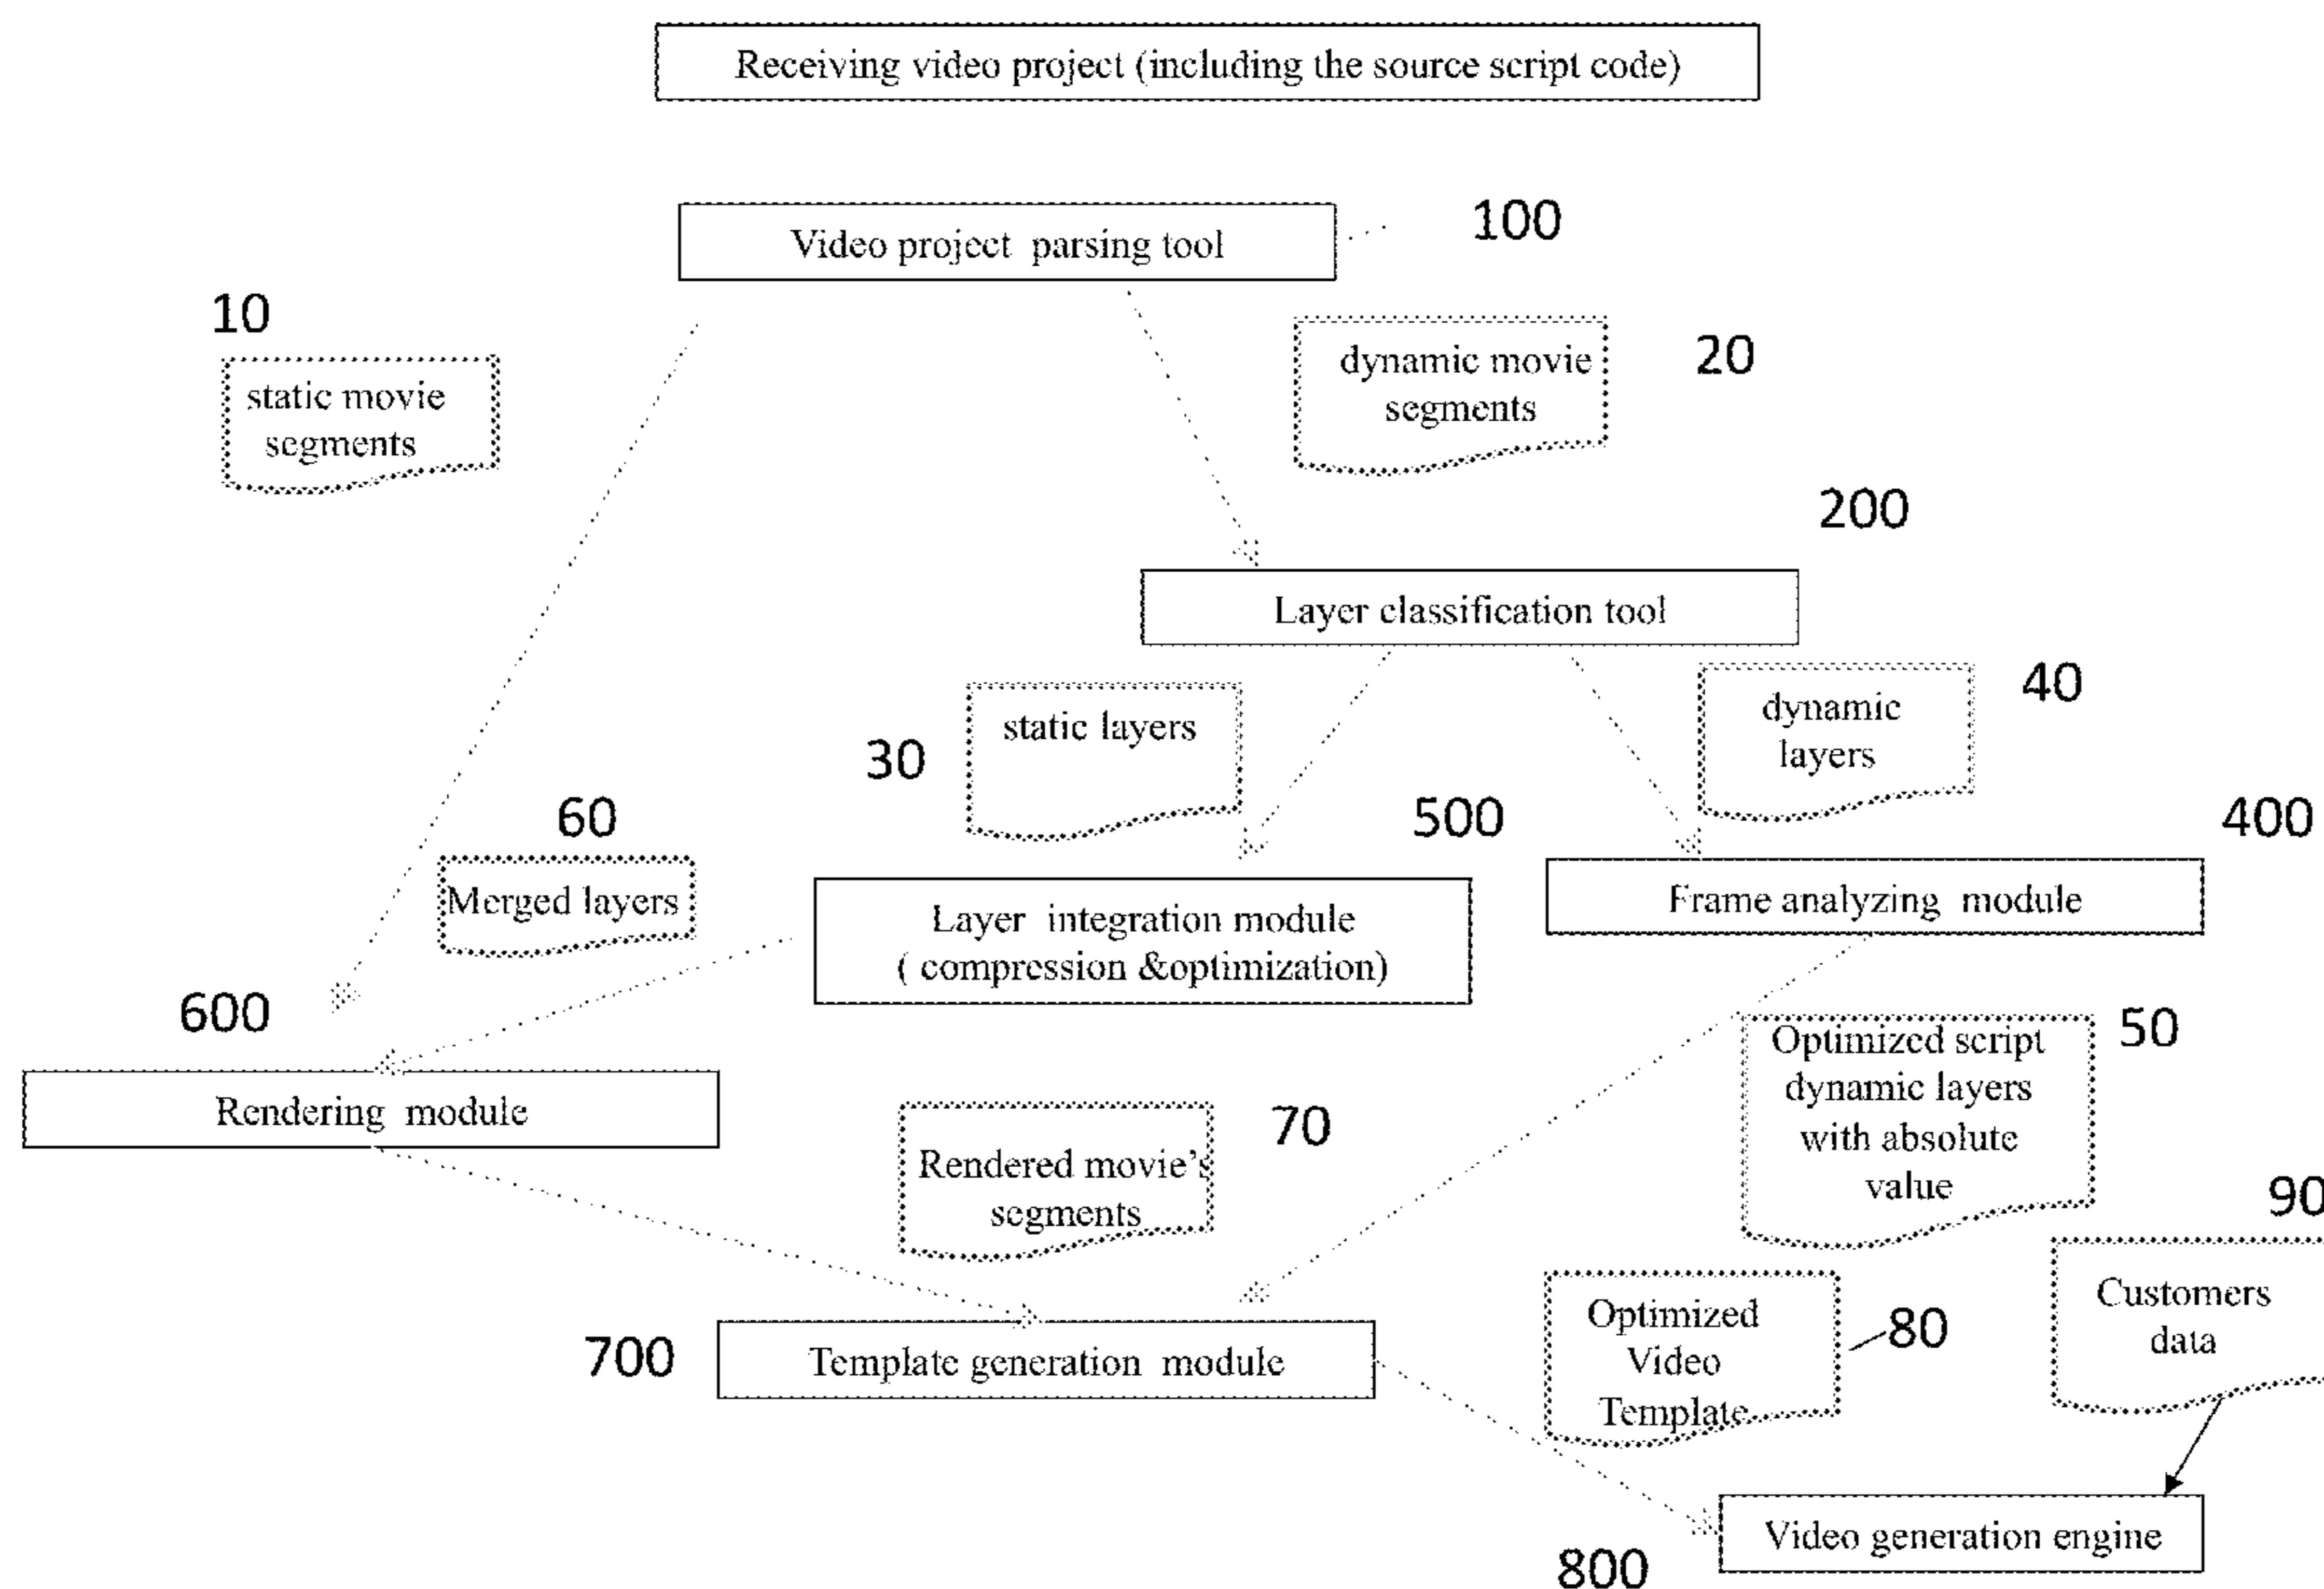 Receiving video project (including the source script code)
Video project parsing tool
100
10
static movie
segments
dynamic movie
segments
20
200
Layer classification tool
static layers
30
dynamic
layers
40
60
Merged layers
500
Layer integration module
( compression &optimization)
400
Frame analyzing module
600
Rendering module
Rendered movie's
segments
70
Optimized script
dynamic layers
with absolute
value
50
700
Template generation module
Optimized
Video
Template
80
90
Customers
data
800
Video generation engine